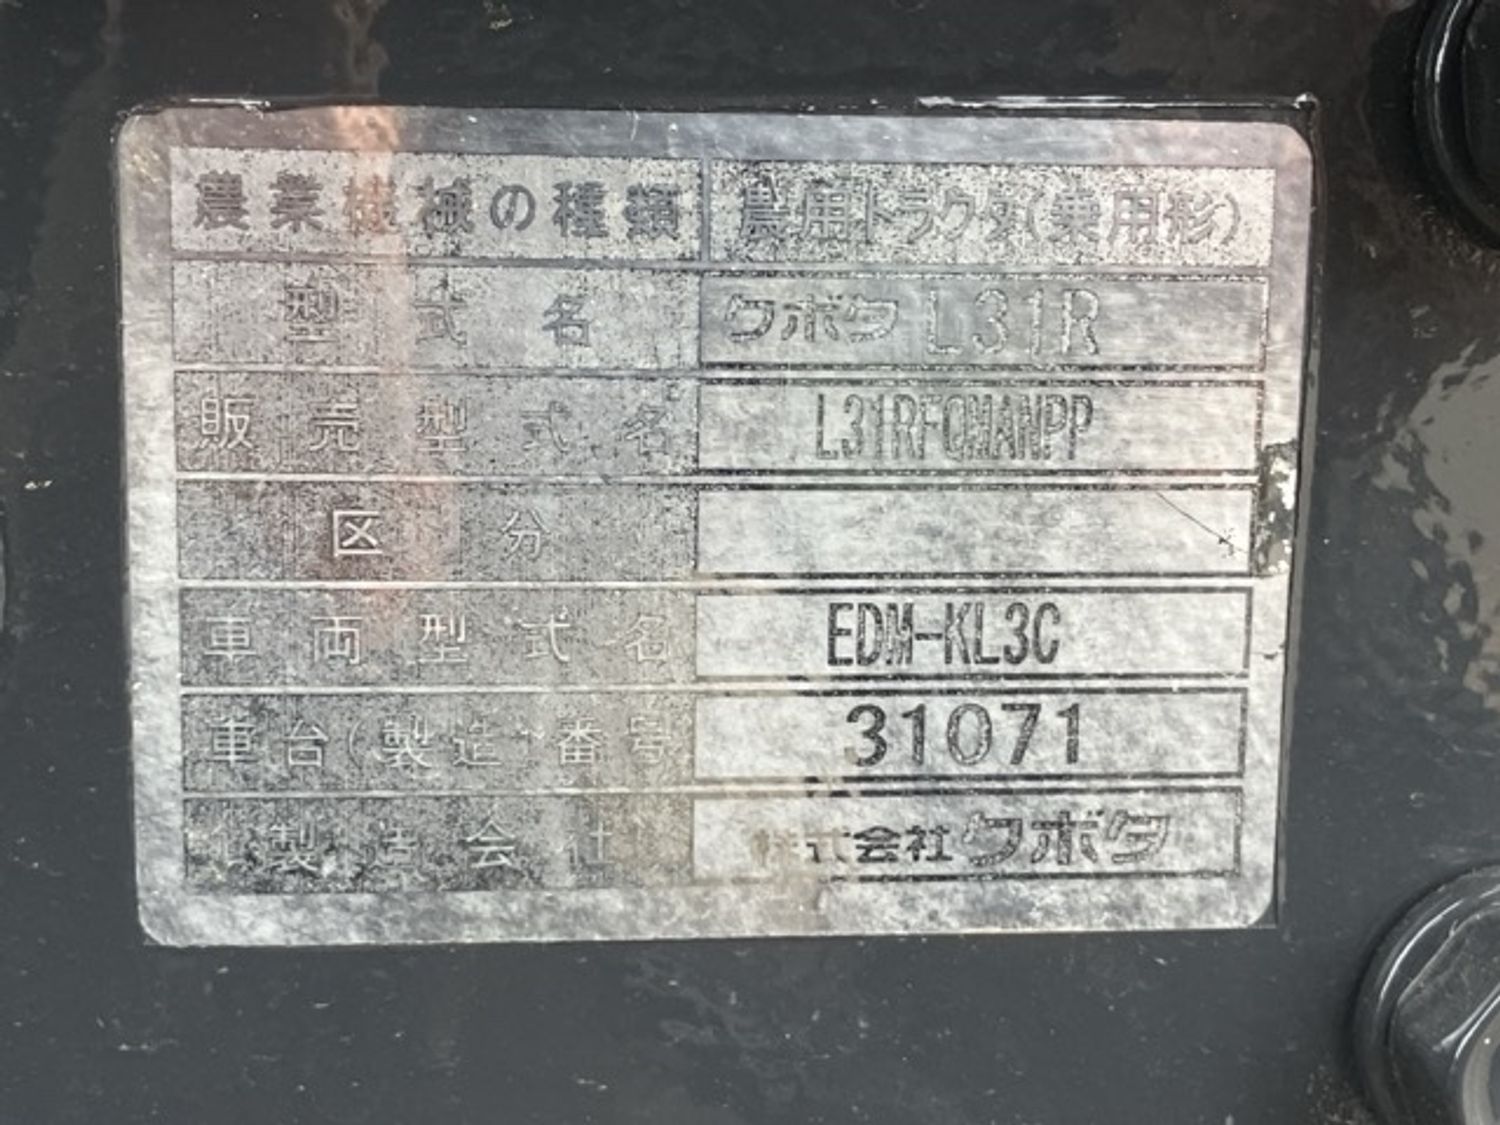 農業機械の種類 農用トラクタ(乗用形)
型式名 クボタ L31R
販売型式名 L31RFQMANPP
区分
車両型式名 EDM-KL3C
車台(製造)番号 31071
製造会社 株式会社クボタ